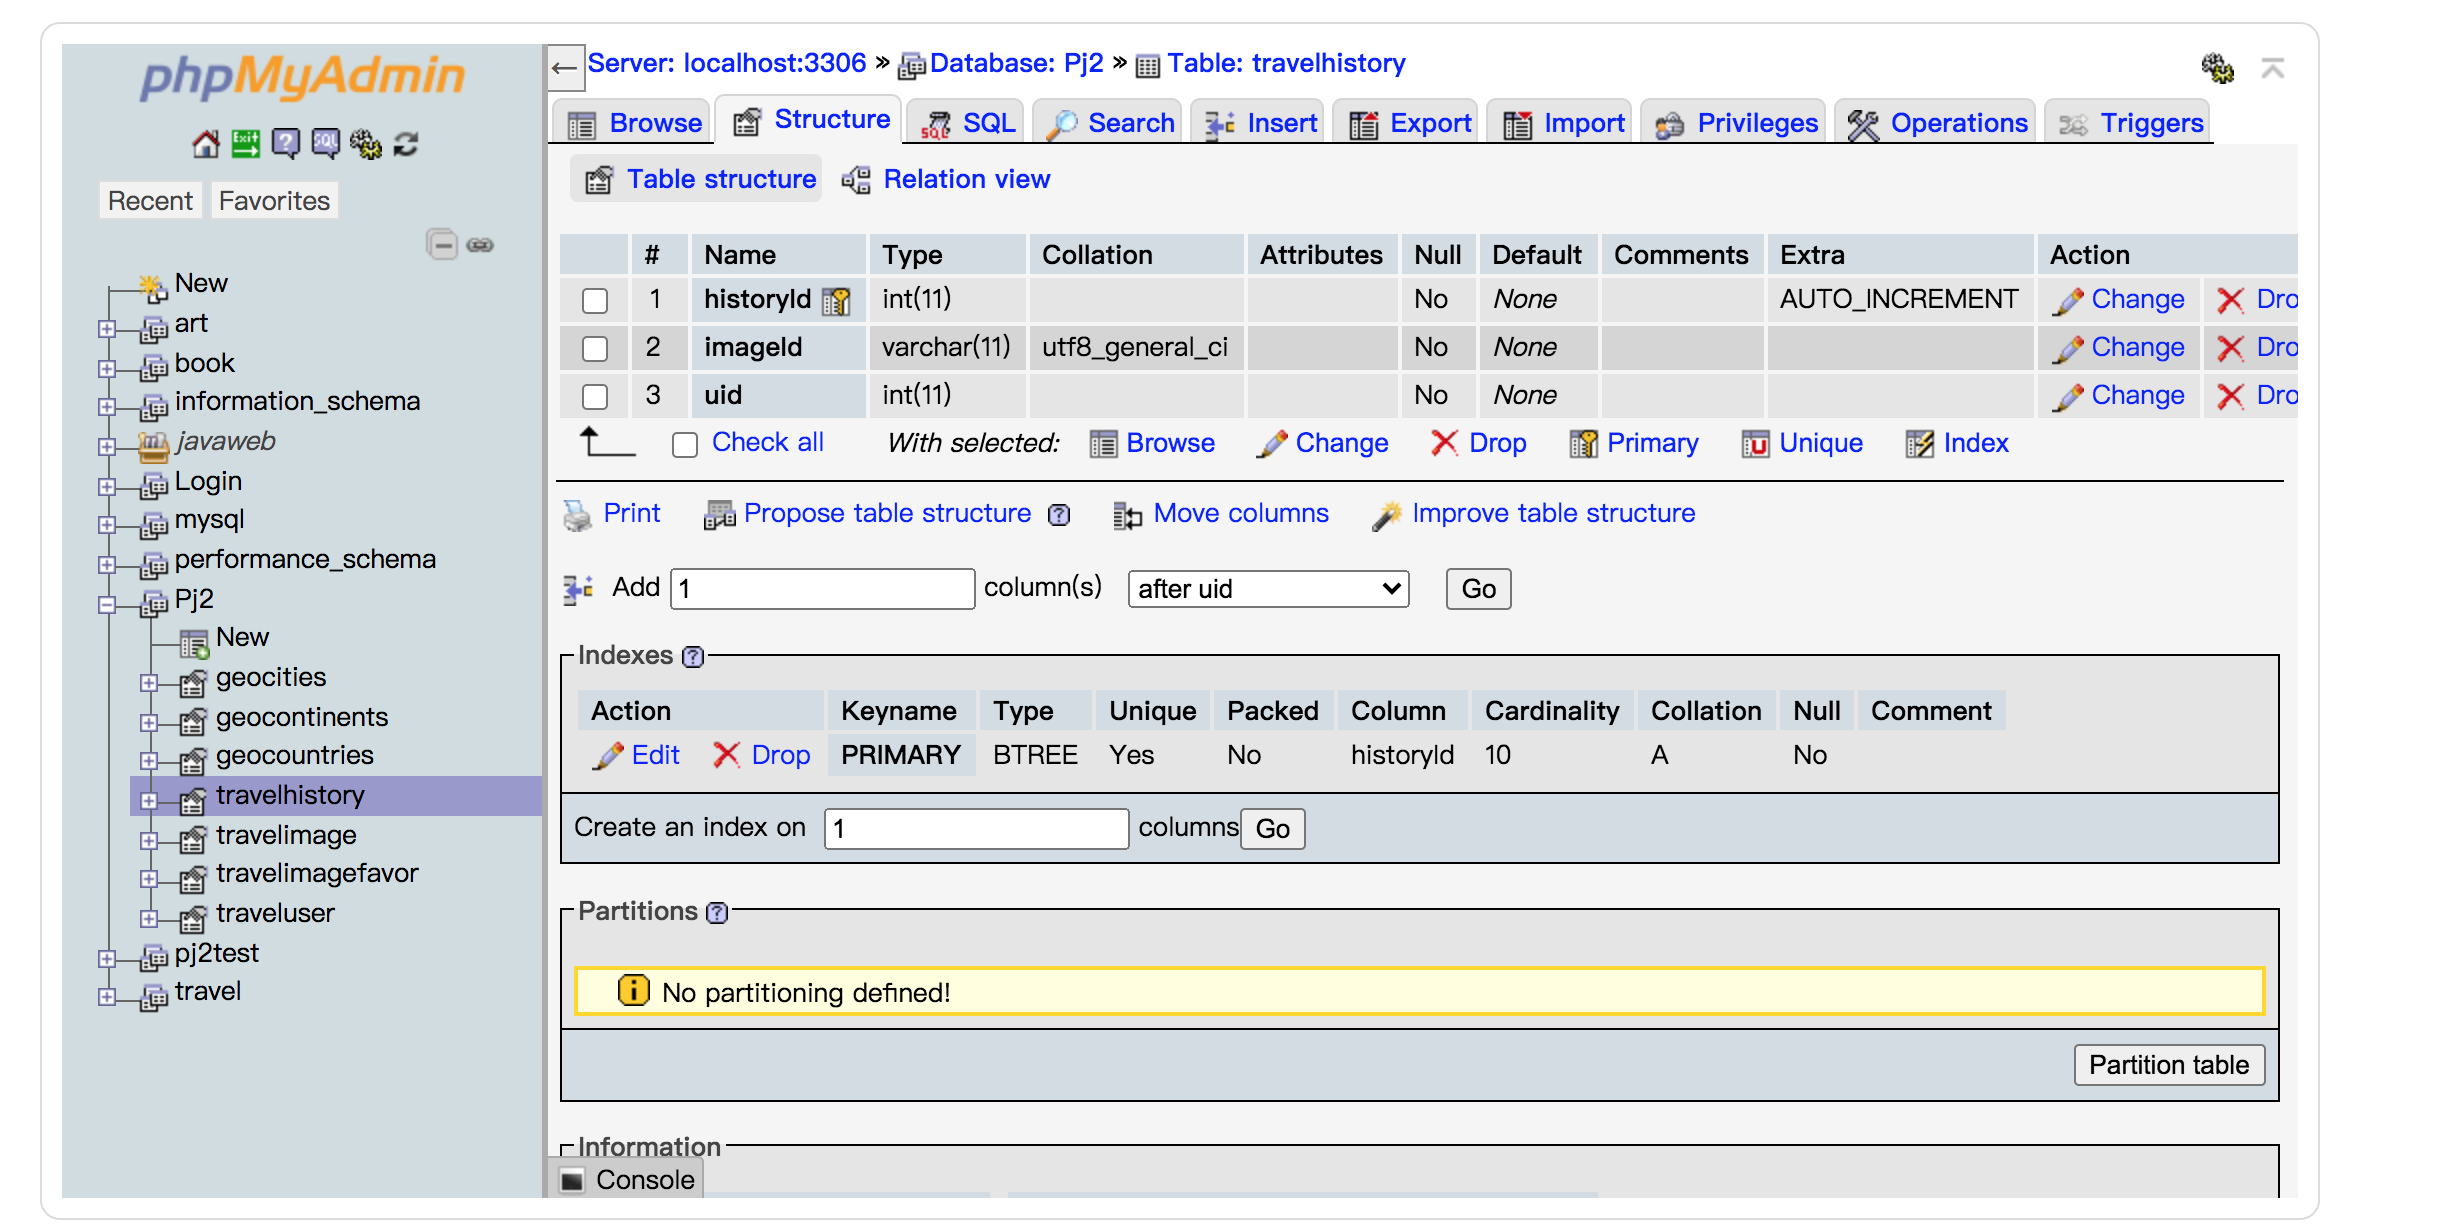 phpMyAdmin
Recent Favorites
New
art
book
information_schema
javaweb
Login
mysql
performance_schema
Pj2
New
geocities
geocontinents
geocountries
travelhistory
travelimage
travelimagefavor
traveluser
pj2test
travel
← Server: localhost:3306 » Database: Pj2 » Table: travelhistory
Browse Structure SQL Search Insert Export Import Privileges Operations Triggers
Table structure Relation view
# Name Type Collation Attributes Null Default Comments Extra Action
1 historyId int(11) No None AUTO_INCREMENT Change Dro
2 imageId varchar(11) utf8_general_ci No None Change Dro
3 uid int(11) No None Change Dro
Check all With selected: Browse Change Drop Primary Unique Index
Print Propose table structure Move columns Improve table structure
Add 1 column(s) after uid Go
Indexes
Action Keyname Type Unique Packed Column Cardinality Collation Null Comment
Edit Drop PRIMARY BTREE Yes No historyId 10 A No
Create an index on 1 columns Go
Partitions
No partitioning defined!
Partition table
Information
Console